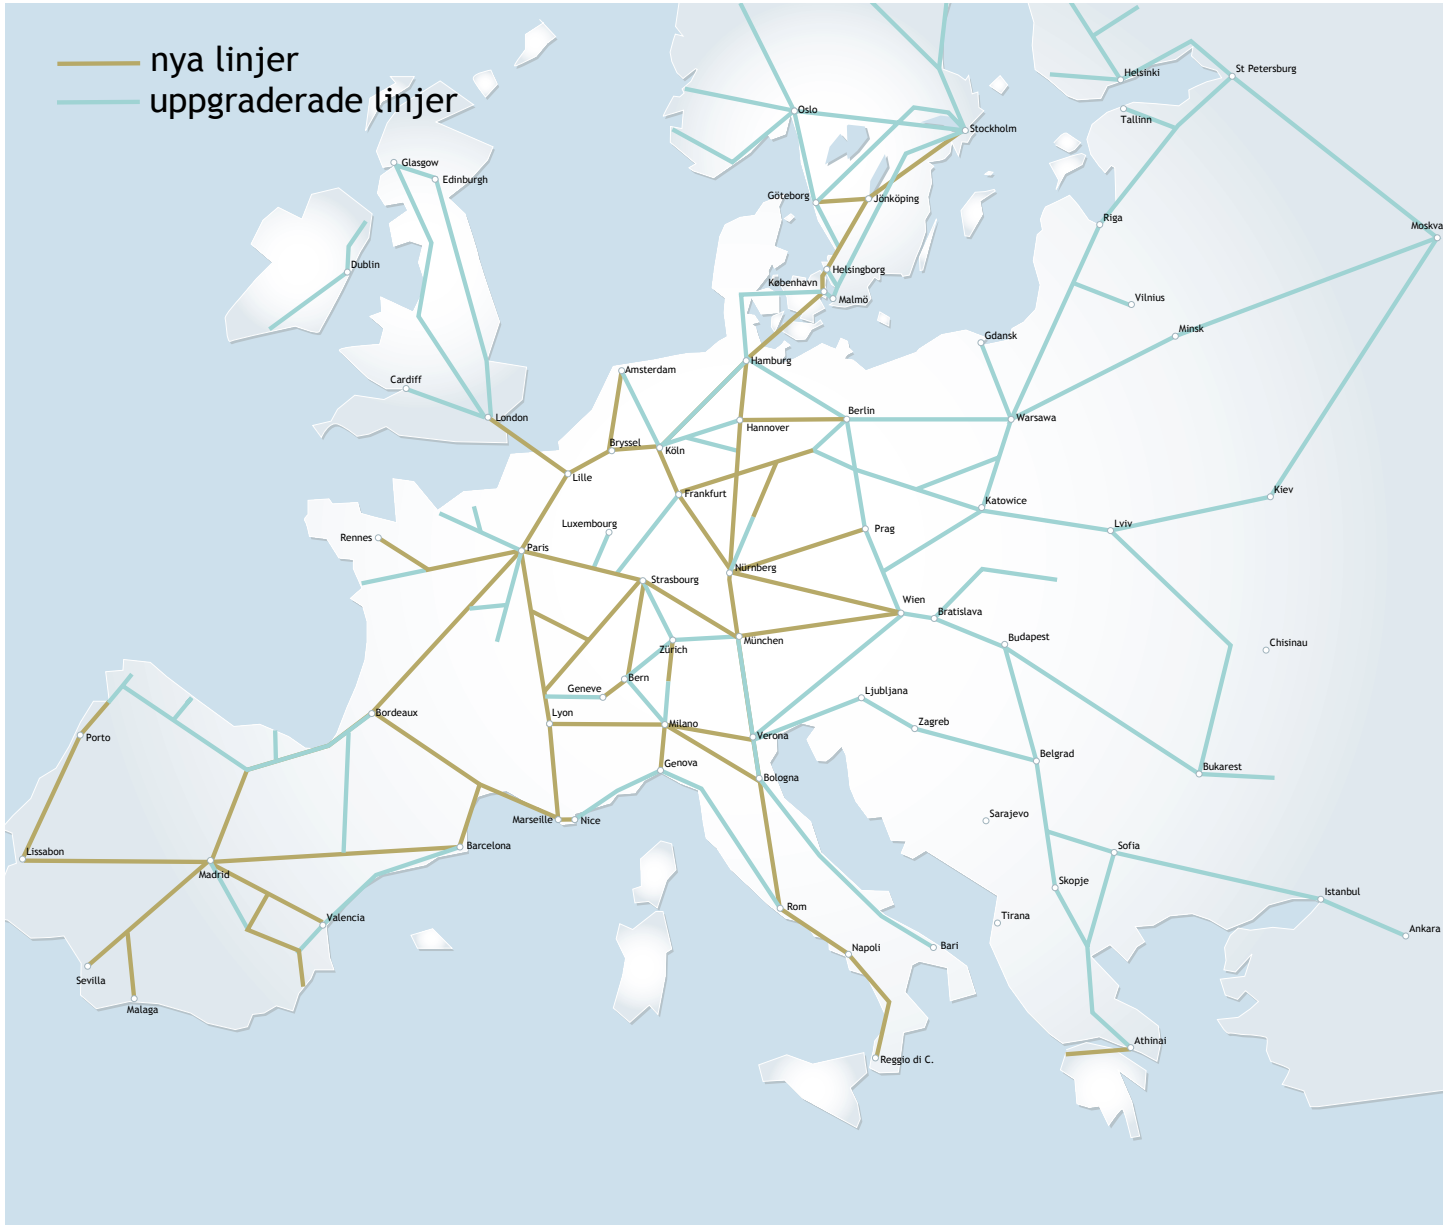 nya linjer
uppgraderade linjer
Helsinki
St Petersburg
Oslo
Tallinn
Stockholm
Glasgow
Edinburgh
Göteborg
Jönköping
Riga
Moskva
Dublin
Helsingborg
København
Malmö
Vilnius
Minsk
Gdansk
Hamburg
Amsterdam
Cardiff
London
Berlin
Warsawa
Hannover
Bryssel
Köln
Lille
Frankfurt
Katowice
Kiev
Luxembourg
Lviv
Prag
Rennes
Paris
Nürnberg
Strasbourg
Wien
Bratislava
Budapest
München
Chisinau
Zürich
Bern
Geneve
Ljubljana
Bordeaux
Lyon
Milano
Zagreb
Porto
Verona
Belgrad
Genova
Bukarest
Bologna
Marseille
Nice
Sarajevo
Barcelona
Sofia
Lissabon
Madrid
Skopje
Istanbul
Rom
Valencia
Tirana
Ankara
Napoli
Bari
Sevilla
Malaga
Athinai
Reggio di C.